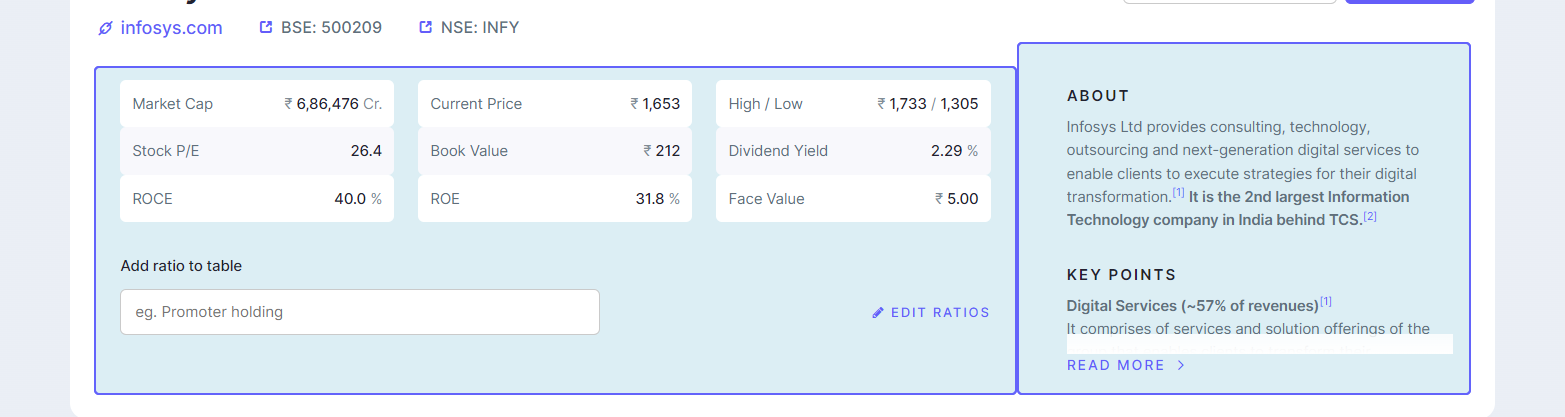 infosys.com BSE: 500209 NSE: INFY
Market Cap ₹ 6,86,476 Cr.
Current Price ₹ 1,653
High / Low ₹ 1,733 / 1,305
Stock P/E 26.4
Book Value ₹ 212
Dividend Yield 2.29 %
ROCE 40.0 %
ROE 31.8 %
Face Value ₹ 5.00
Add ratio to table
eg. Promoter holding
EDIT RATIOS
ABOUT
Infosys Ltd provides consulting, technology,
outsourcing and next-generation digital services to
enable clients to execute strategies for their digital
transformation.[1] It is the 2nd largest Information
Technology company in India behind TCS.[2]
KEY POINTS
Digital Services (~57% of revenues)[1]
It comprises of services and solution offerings of the
READ MORE